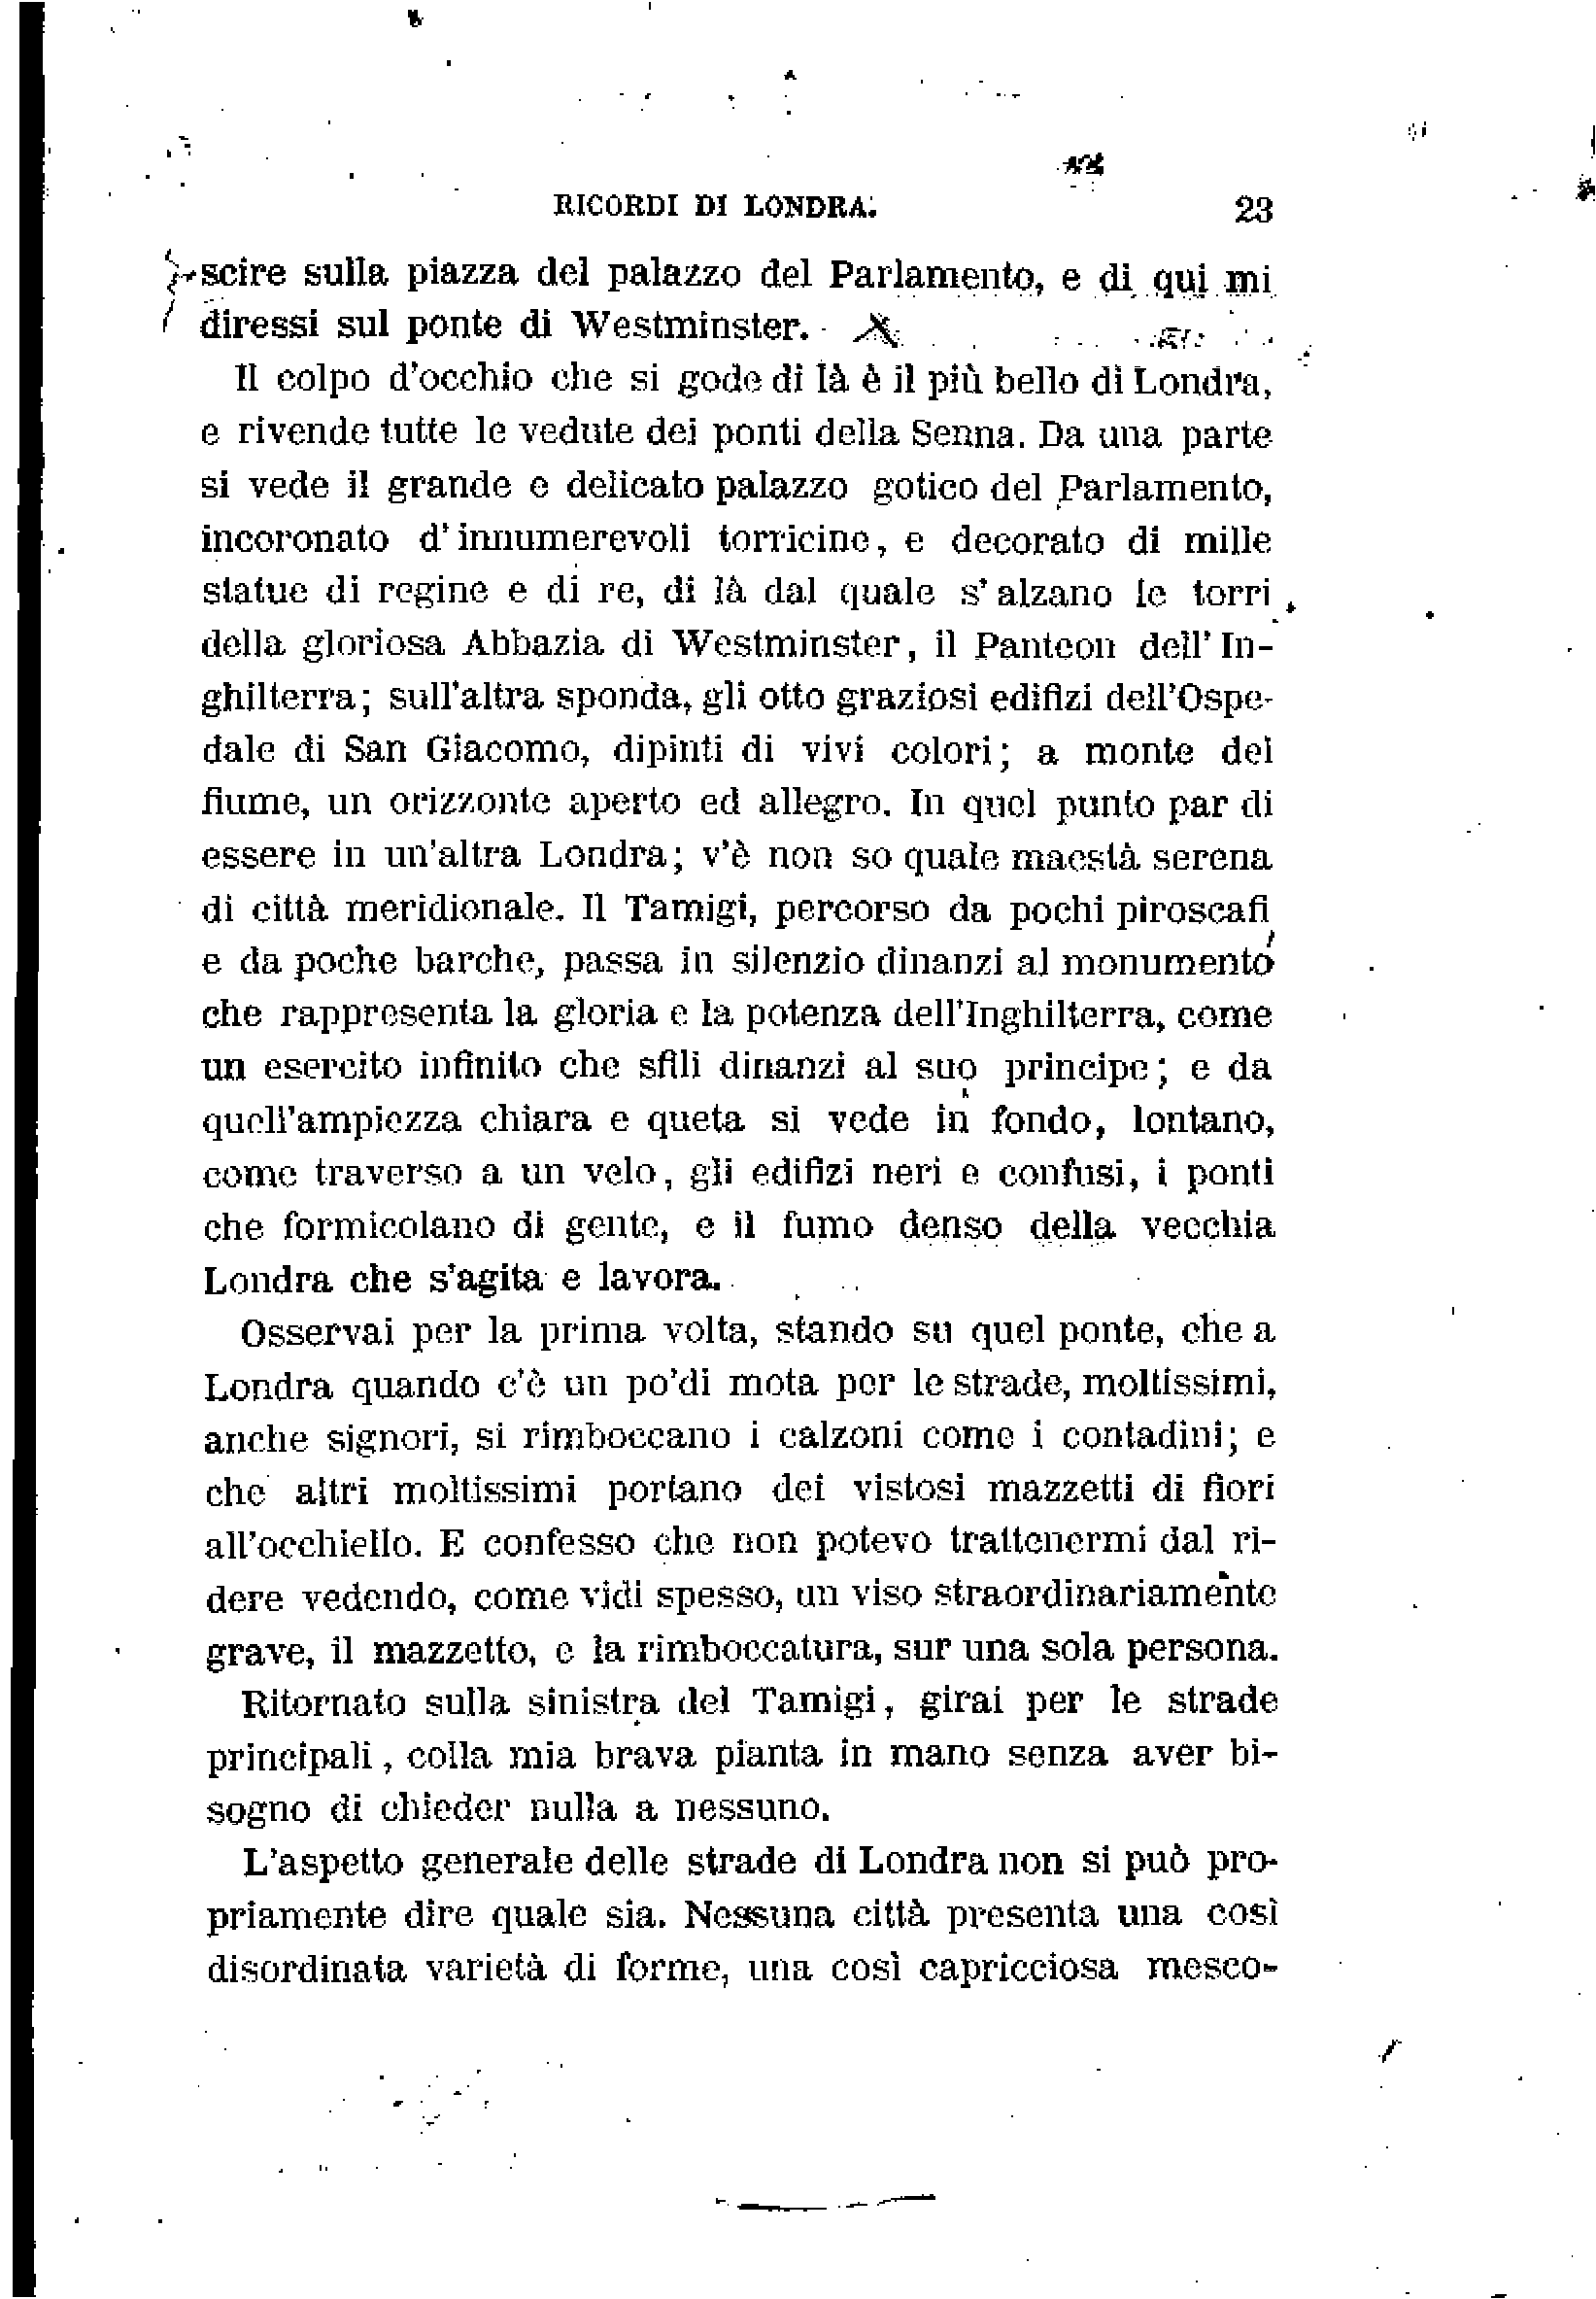 RICORDI DI LONDRA. 23
scire sulla piazza del palazzo del Parlamento, e di qui mi
diressi sul ponte di Westminster.
Il colpo d'occhio che si gode di là è il più bello di Londra,
e rivende tutte le vedute dei ponti della Senna. Da una parte
si vede il grande e delicato palazzo gotico del Parlamento,
incoronato d'innumerevoli torricine, e decorato di mille
statue di regine e di re, di là dal quale s'alzano le torri
della gloriosa Abbazia di Westminster, il Panteon dell'In-
ghilterra; sull'altra sponda, gli otto graziosi edifizi dell'Ospe-
dale di San Giacomo, dipinti di vivi colori; a monte del
fiume, un orizzonte aperto ed allegro. In quel punto par di
essere in un'altra Londra; v'è non so quale maestà serena
di città meridionale. Il Tamigi, percorso da pochi piroscafi
e da poche barche, passa in silenzio dinanzi al monumento
che rappresenta la gloria e la potenza dell'Inghilterra, come
un esercito infinito che sfili dinanzi al suo principe; e da
quell'ampiezza chiara e queta si vede in fondo, lontano,
come traverso a un velo, gli edifizi neri e confusi, i ponti
che formicolano di gente, e il fumo denso della vecchia
Londra che s'agita e lavora.
Osservai per la prima volta, stando su quel ponte, che a
Londra quando c'è un po'di mota per le strade, moltissimi,
anche signori, si rimboccano i calzoni come i contadini; e
che altri moltissimi portano dei vistosi mazzetti di fiori
all'occhiello. E confesso che non potevo trattenermi dal ri-
dere vedendo, come vidi spesso, un viso straordinariamente
grave, il mazzetto, e la rimboccatura, sur una sola persona.
Ritornato sulla sinistra del Tamigi, girai per le strade
principali, colla mia brava pianta in mano senza aver bi-
sogno di chieder nulla a nessuno.
L'aspetto generale delle strade di Londra non si può pro-
priamente dire quale sia. Nessuna città presenta una così
disordinata varietà di forme, una così capricciosa mesco-